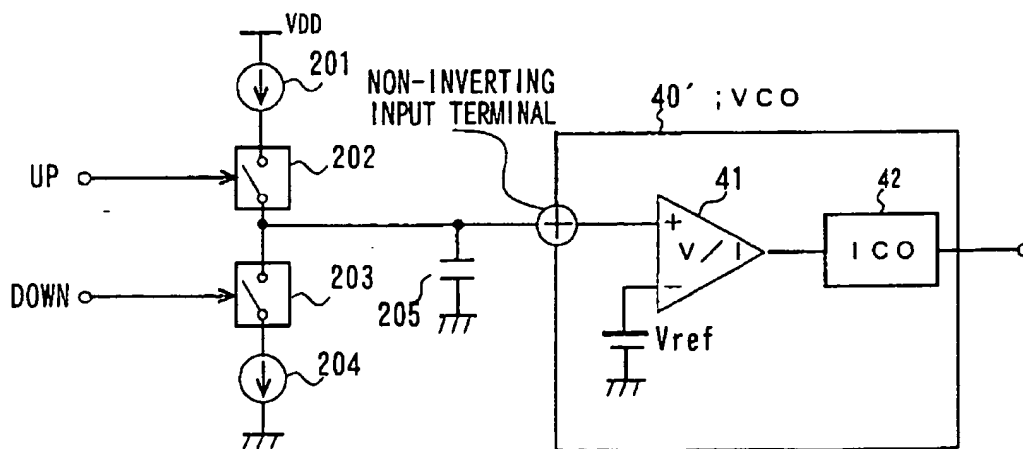 VDD
201
NON-INVERTING
INPUT TERMINAL
40′ ; VCO
UP
202
41
42
+
V/I
ICO
−
DOWN
203
205
Vref
204